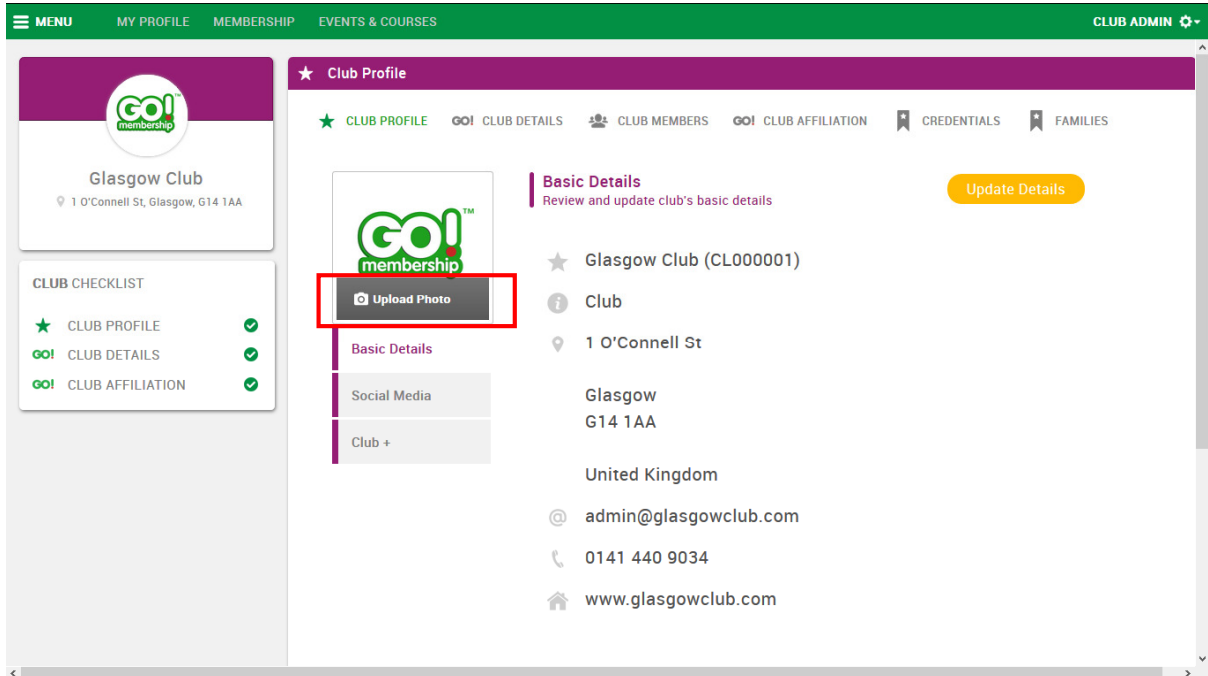 MENU MY PROFILE MEMBERSHIP EVENTS & COURSES CLUB ADMIN
GO!™
membership
Glasgow Club
1 O'Connell St, Glasgow, G14 1AA
CLUB CHECKLIST
CLUB PROFILE
GO! CLUB DETAILS
GO! CLUB AFFILIATION
Club Profile
CLUB PROFILE GO! CLUB DETAILS CLUB MEMBERS GO! CLUB AFFILIATION CREDENTIALS FAMILIES
GO!™
membership
Upload Photo
Basic Details
Social Media
Club +
Basic Details
Review and update club's basic details
Update Details
Glasgow Club (CL000001)
Club
1 O'Connell St
Glasgow
G14 1AA
United Kingdom
@ admin@glasgowclub.com
0141 440 9034
www.glasgowclub.com